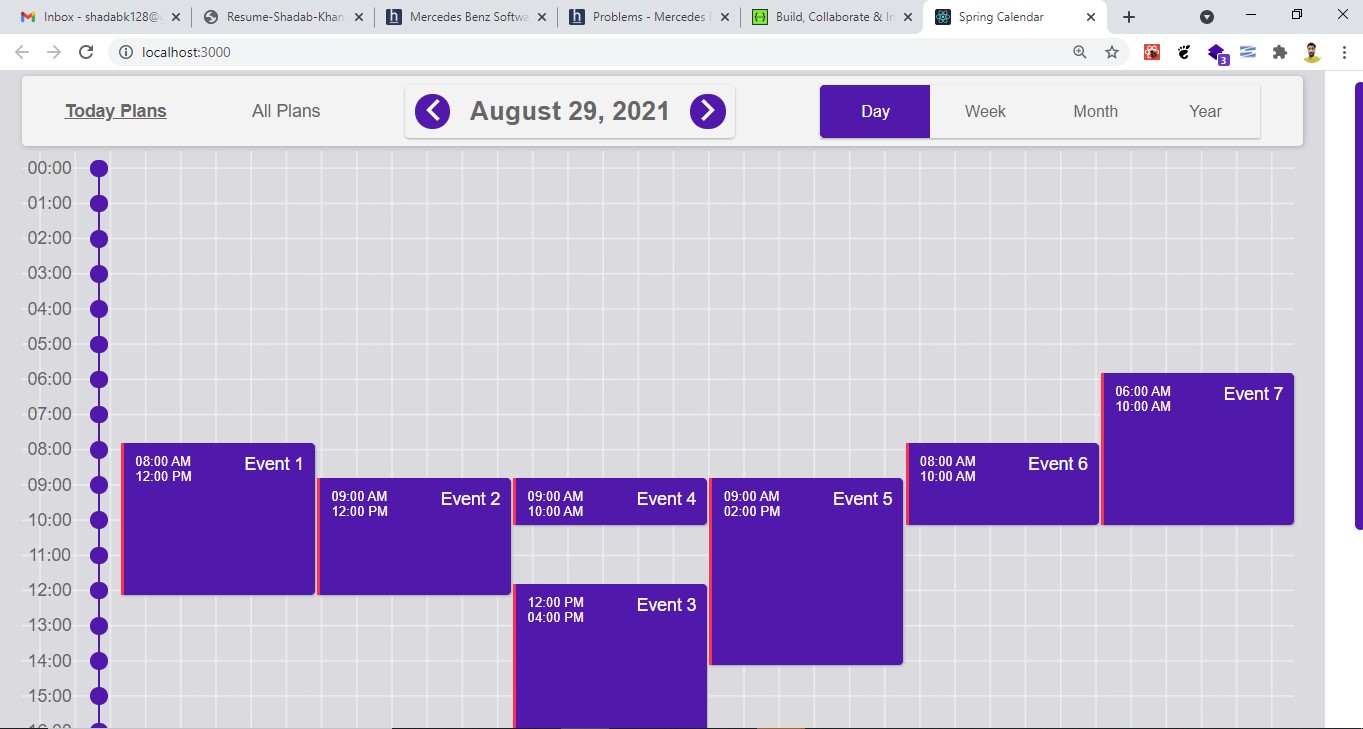 Inbox - shadabk128@
Resume-Shadab-Khan
Mercedes Benz Softwa
Problems - Mercedes
Build, Collaborate & In
Spring Calendar
localhost:3000
3
Today Plans
All Plans
August 29, 2021
Day
Week
Month
Year
00:00
01:00
02:00
03:00
04:00
05:00
06:00
07:00
08:00
09:00
10:00
11:00
12:00
13:00
14:00
15:00
08:00 AM Event 1
12:00 PM
09:00 AM Event 2
12:00 PM
09:00 AM Event 4
10:00 AM
12:00 PM Event 3
04:00 PM
09:00 AM Event 5
02:00 PM
08:00 AM Event 6
10:00 AM
06:00 AM Event 7
10:00 AM